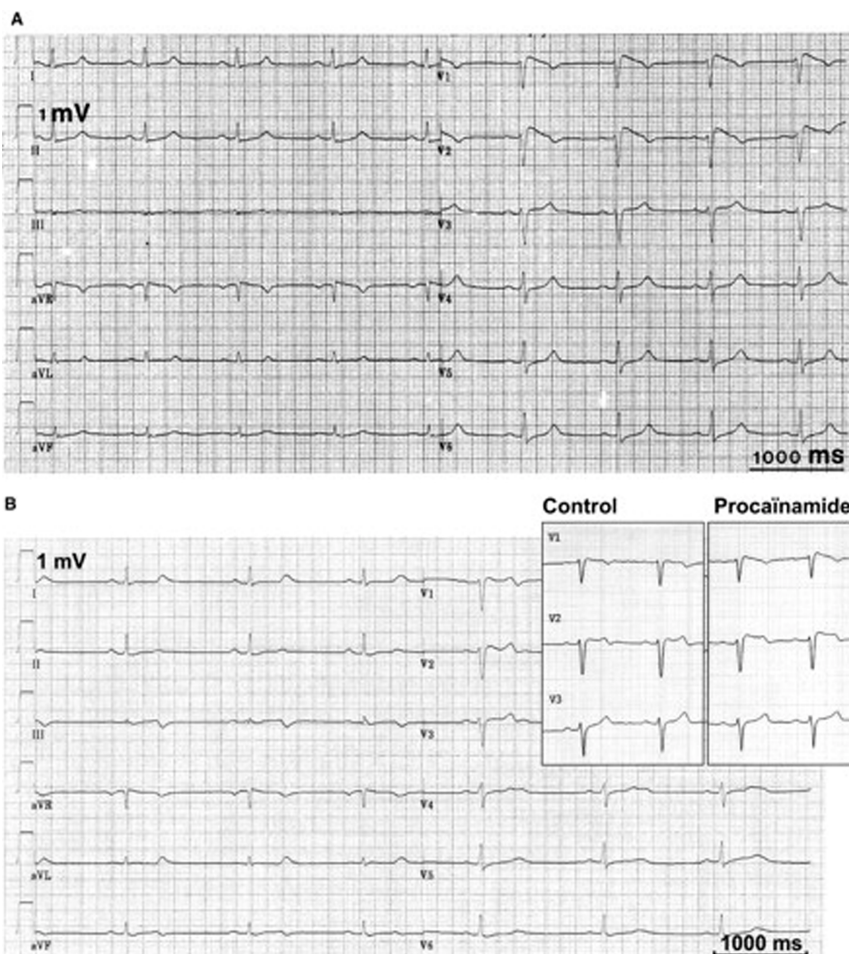 A
I
V1
1 mV
II
V2
III
V3
aVR
V4
aVL
V5
aVF
V6
1000 ms
B
Control
Procaïnamide
1 mV
V1
I
V1
V2
II
V2
V3
III
V3
aVR
V4
aVL
V5
aVF
V6
1000 ms